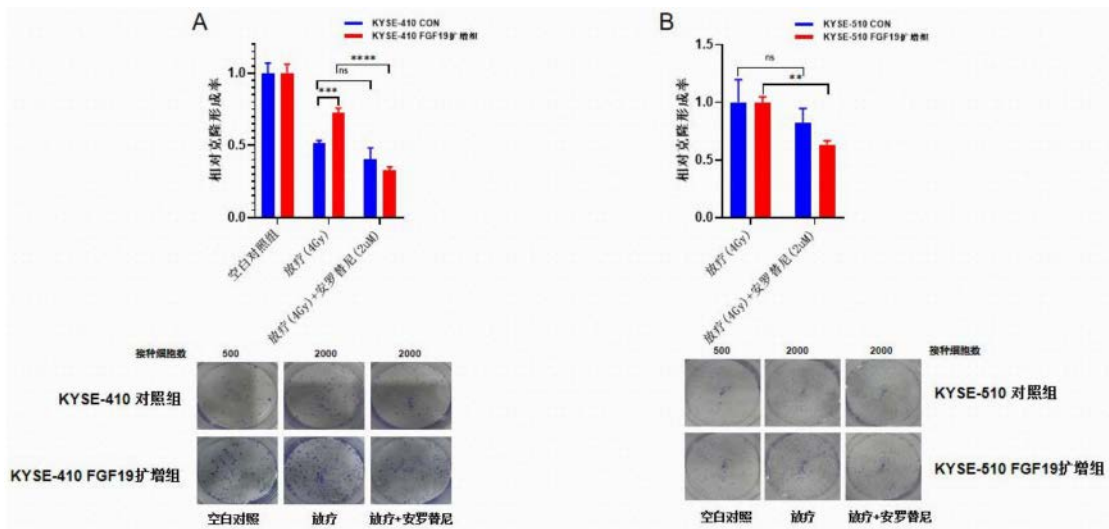 A
KYSE-410 CON
KYSE-410 FGF19扩增组
相对克隆形成率
1.0
0.5
0.0
****
ns
***
空白对照组
放疗(4Gy)
放疗(4Gy)+安罗替尼(2uM)
接种细胞数
500
2000
2000
KYSE-410 对照组
KYSE-410 FGF19扩增组
空白对照
放疗
放疗+安罗替尼
B
KYSE-510 CON
KYSE-510 FGF19扩增组
相对克隆形成率
1.5
1.0
0.5
0.0
ns
**
放疗(4Gy)
放疗(4Gy)+安罗替尼(2uM)
500
2000
2000
接种细胞数
KYSE-510 对照组
KYSE-510 FGF19扩增组
空白对照
放疗
放疗+安罗替尼